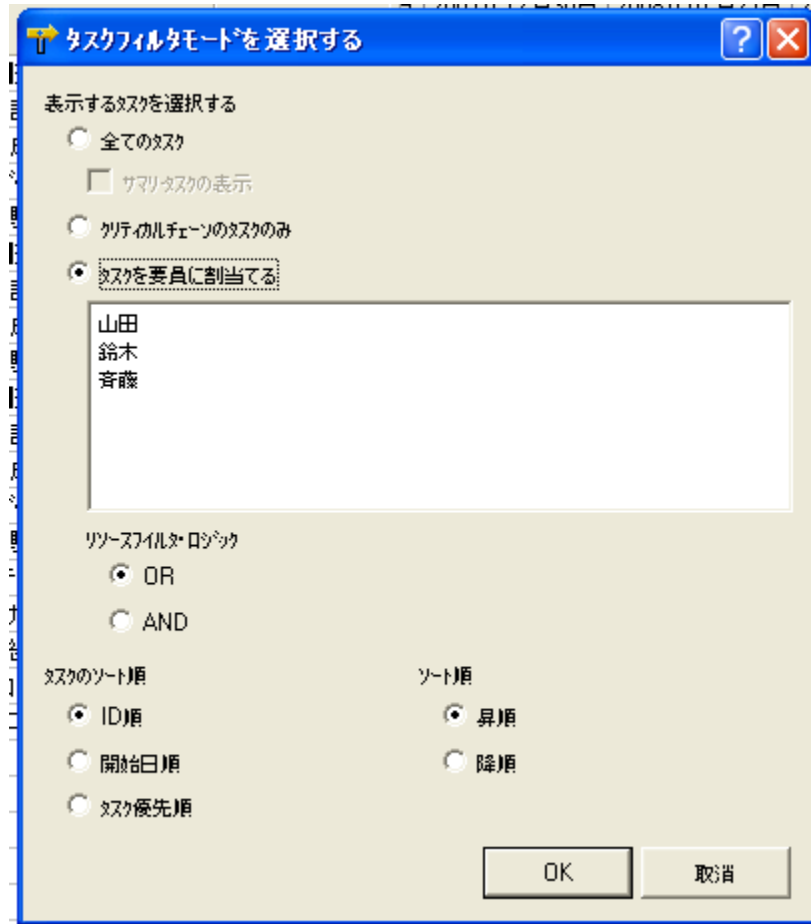 タスクフィルタモードを選択する
表示するタスクを選択する
全てのタスク
サマリ・タスクの表示
クリティカルチェーンのタスクのみ
タスクを要員に割当てる
山田
鈴木
斉藤
リソースフィルタ・ロジック
OR
AND
タスクのソート順
ソート順
ID順
昇順
開始日順
降順
タスク優先順
OK
取消